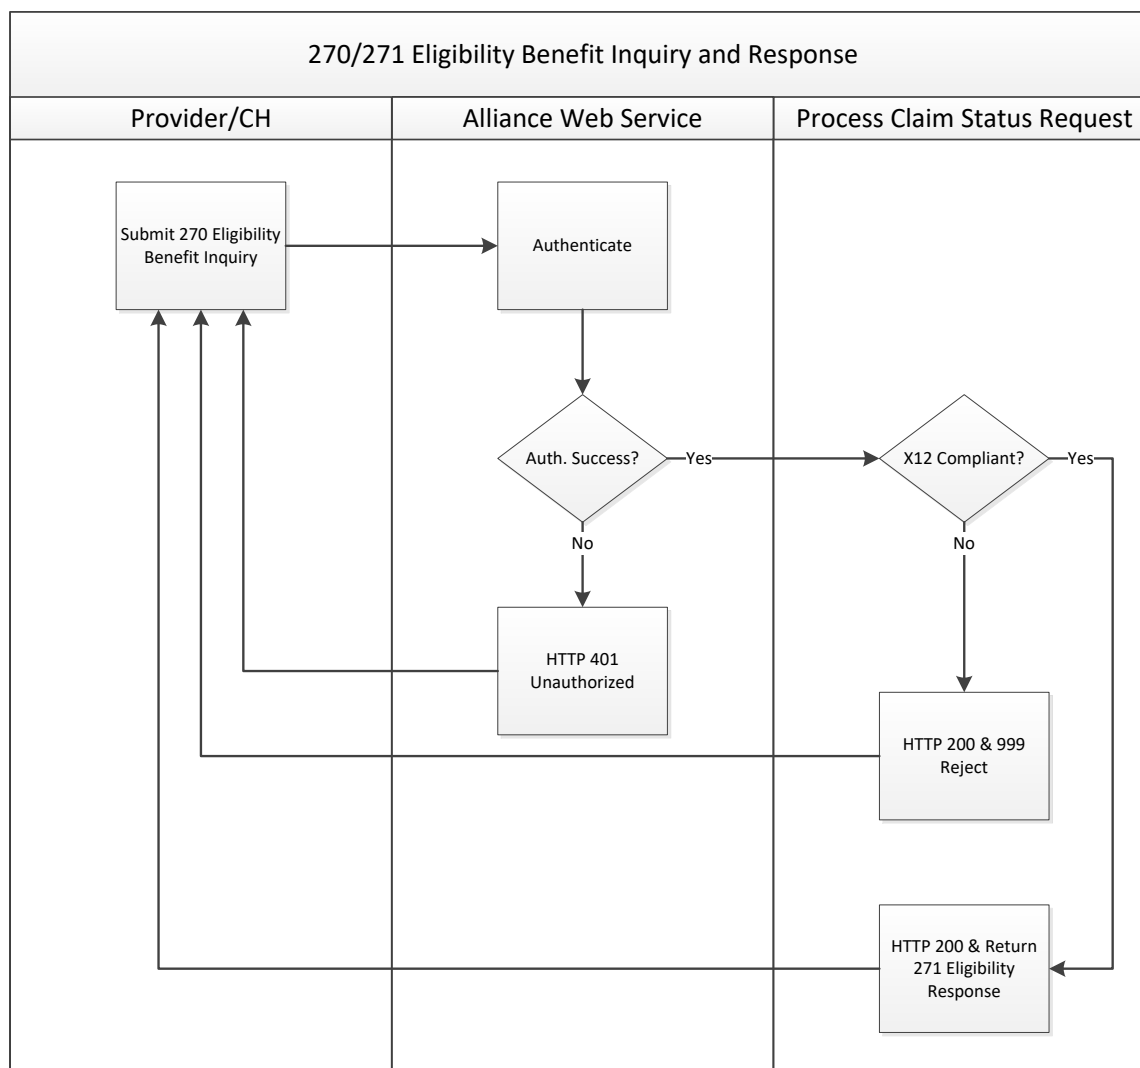 270/271 Eligibility Benefit Inquiry and Response
Provider/CH
Alliance Web Service
Process Claim Status Request
Submit 270 Eligibility
Benefit Inquiry
Authenticate
Auth. Success?
Yes
X12 Compliant?
Yes
No
No
HTTP 401
Unauthorized
HTTP 200 & 999
Reject
HTTP 200 & Return
271 Eligibility
Response